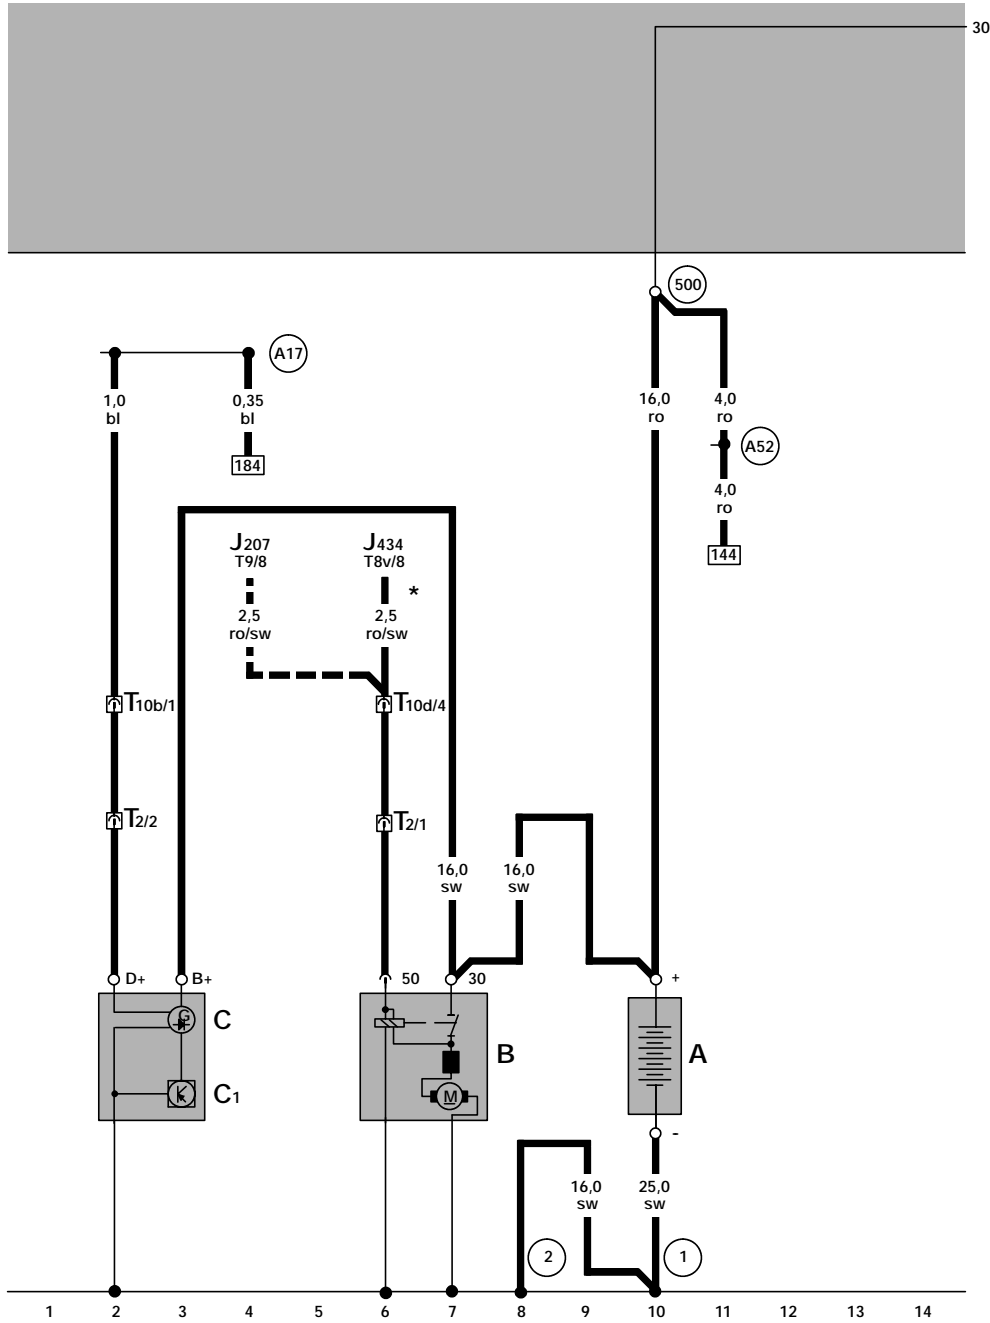 30
500
A17
1,0
bl
0,35
bl
184
16,0
ro
4,0
ro
A52
4,0
ro
144
J207
T9/8
J434
T8v/8
*
2,5
ro/sw
2,5
ro/sw
T10b/1
T10d/4
T2/2
T2/1
16,0
sw
16,0
sw
D+
B+
50
30
+
G
C
B
A
C1
M
-
16,0
sw
25,0
sw
2
1
1 2 3 4 5 6 7 8 9 10 11 12 13 14